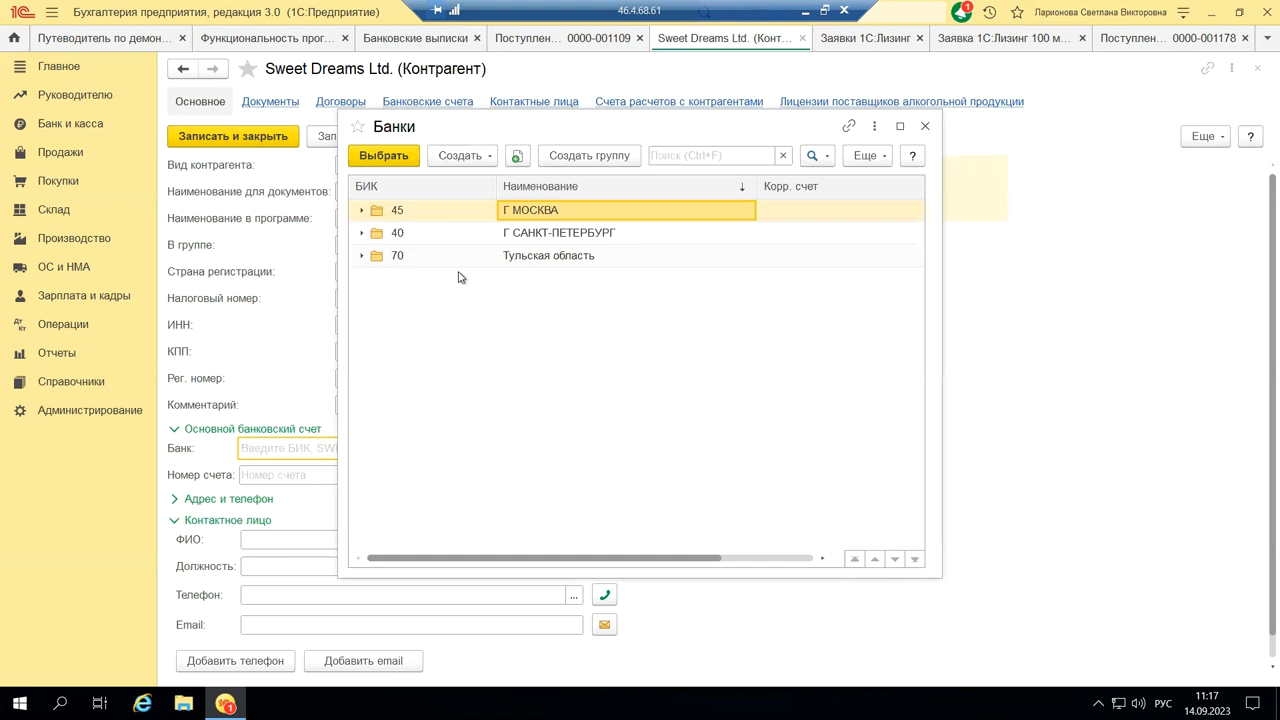 Бухгалтерия предприятия, редакция 3.0 (1С:Предприятие)
46.4.68.61
1
Ларионова Светлана Викторовна
Путеводитель по демон...
Функциональность прог...
Банковские выписки
Поступлен... 0000-001109
Sweet Dreams Ltd. (Конт...
Заявки 1С:Лизинг
Заявка 1С:Лизинг 100 м...
Поступлен... 0000-001178
Главное
Руководителю
Банк и касса
Продажи
Покупки
Склад
Производство
ОС и НМА
Зарплата и кадры
Операции
Отчеты
Справочники
Администрирование
Sweet Dreams Ltd. (Контрагент)
Основное
Документы
Договоры
Банковские счета
Контактные лица
Счета расчетов с контрагентами
Лицензии поставщиков алкогольной продукции
Записать и закрыть
Зап
Еще
?
Вид контрагента:
Наименование для документов:
Наименование в программе:
В группе:
Страна регистрации:
Налоговый номер:
ИНН:
КПП:
Рег. номер:
Комментарий:
Основной банковский счет
Банк:
Введите БИК, SWI
Номер счета:
Номер счета
Адрес и телефон
Контактное лицо
ФИО:
Должность:
Телефон:
...
Email:
Добавить телефон
Добавить email
Банки
Выбрать
Создать
Создать группу
Поиск (Ctrl+F)
Еще
?
БИК
Наименование
Корр. счет
45
Г МОСКВА
40
Г САНКТ-ПЕТЕРБУРГ
70
Тульская область
1
РУС
11:17
14.09.2023